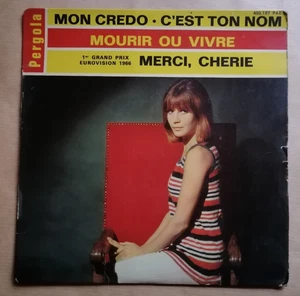 Pergola
MON CREDO • C'EST TON NOM
MOURIR OU VIVRE
1er GRAND PRIX
EUROVISION 1966
MERCI, CHERIE